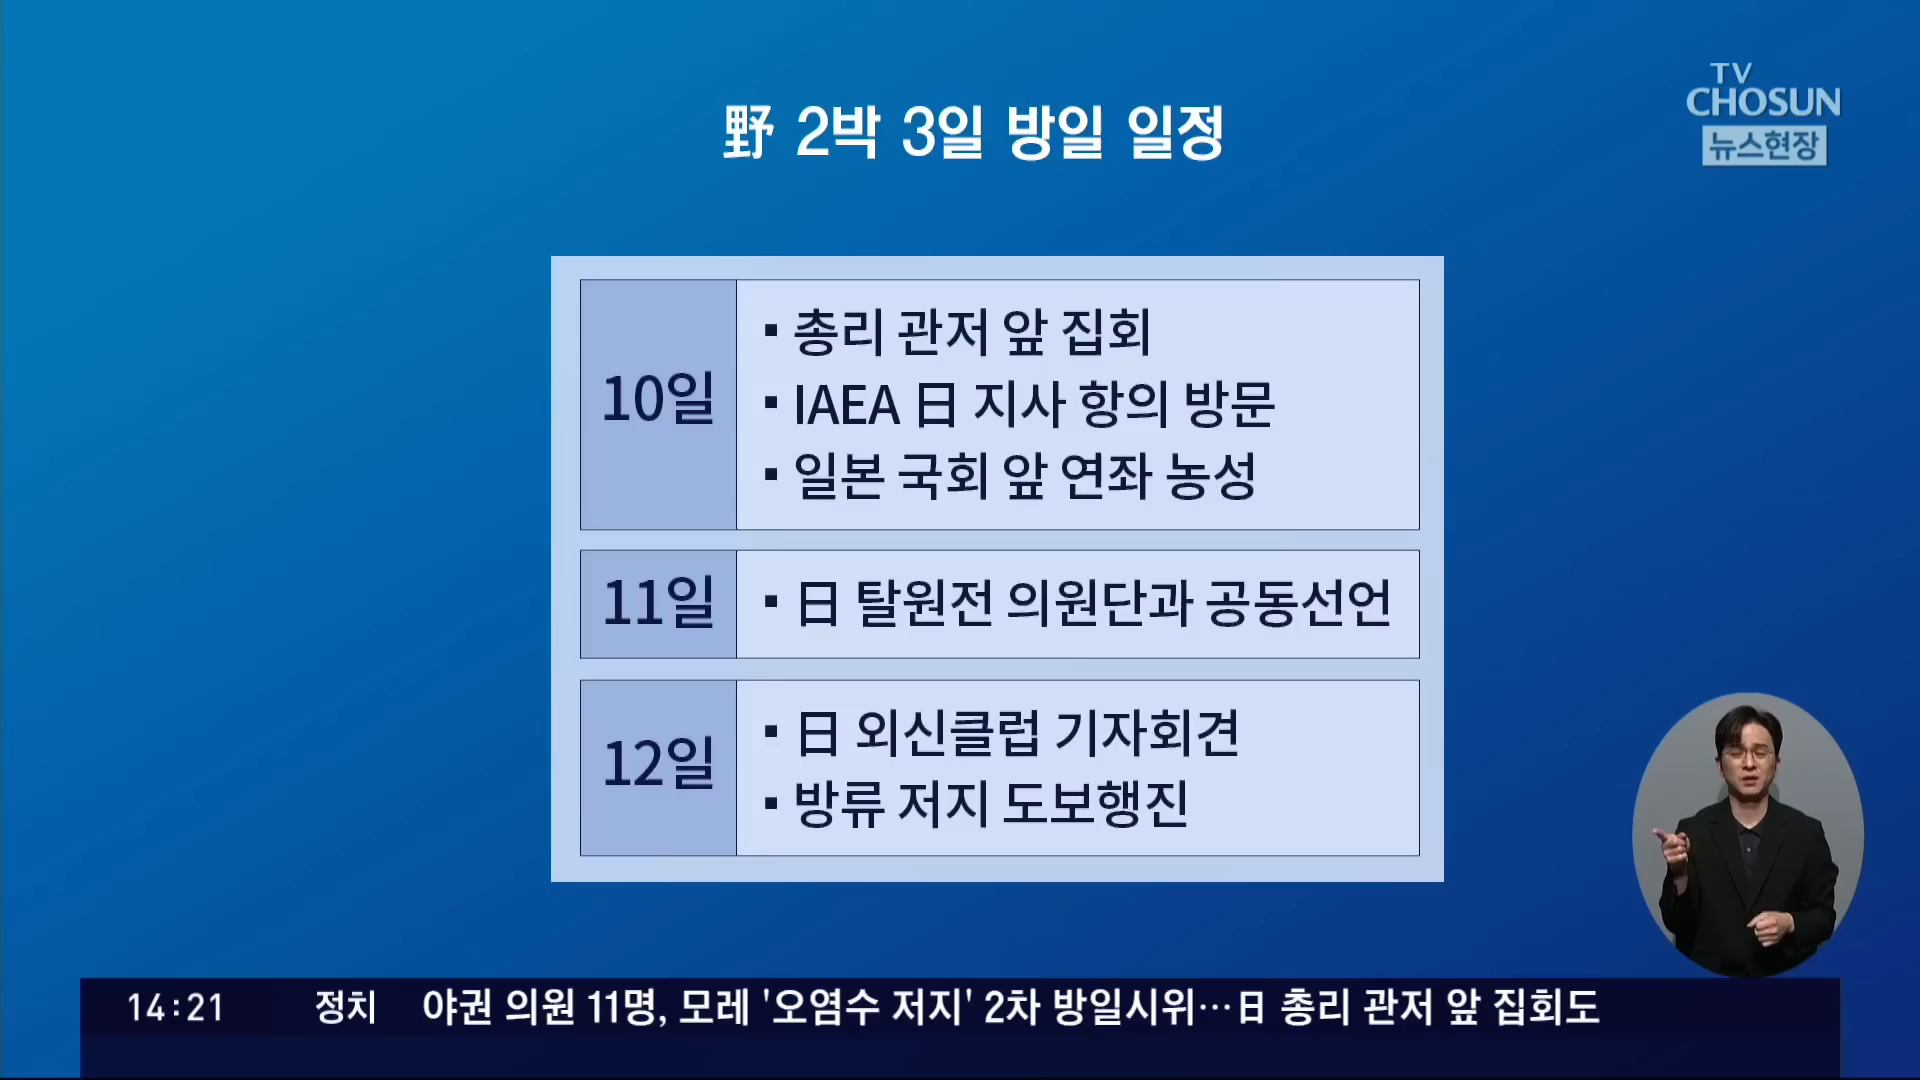 TV
CHOSUN
뉴스현장
野 2박 3일 방일 일정
10일
▪ 총리 관저 앞 집회
▪ IAEA 日 지사 항의 방문
▪ 일본 국회 앞 연좌 농성
11일
▪ 日 탈원전 의원단과 공동선언
12일
▪ 日 외신클럽 기자회견
▪ 방류 저지 도보행진
14:21 정치 야권 의원 11명, 모레 '오염수 저지' 2차 방일시위…日 총리 관저 앞 집회도